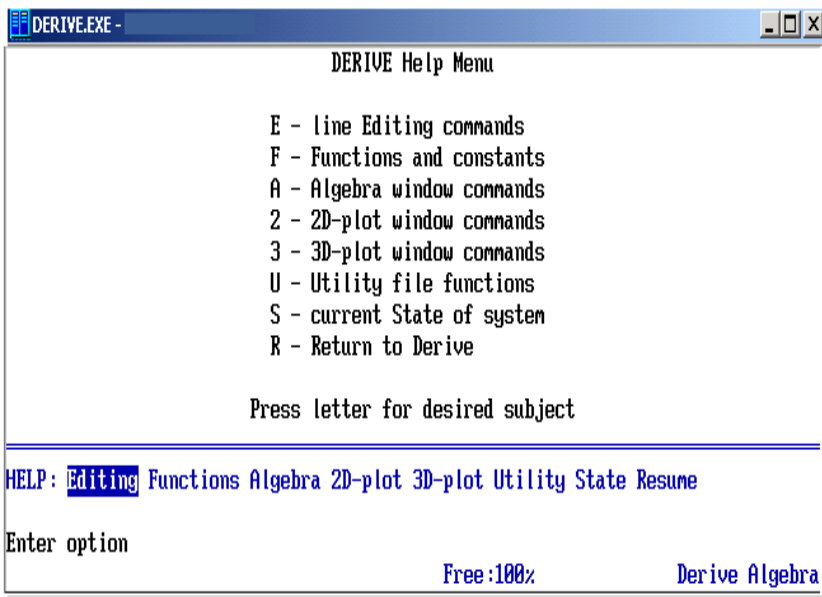 DERIVE.EXE -
DERIVE Help Menu
E - line Editing commands
F - Functions and constants
A - Algebra window commands
2 - 2D-plot window commands
3 - 3D-plot window commands
U - Utility file functions
S - current State of system
R - Return to Derive
Press letter for desired subject
HELP: Editing Functions Algebra 2D-plot 3D-plot Utility State Resume
Enter option
Free:100% Derive Algebra